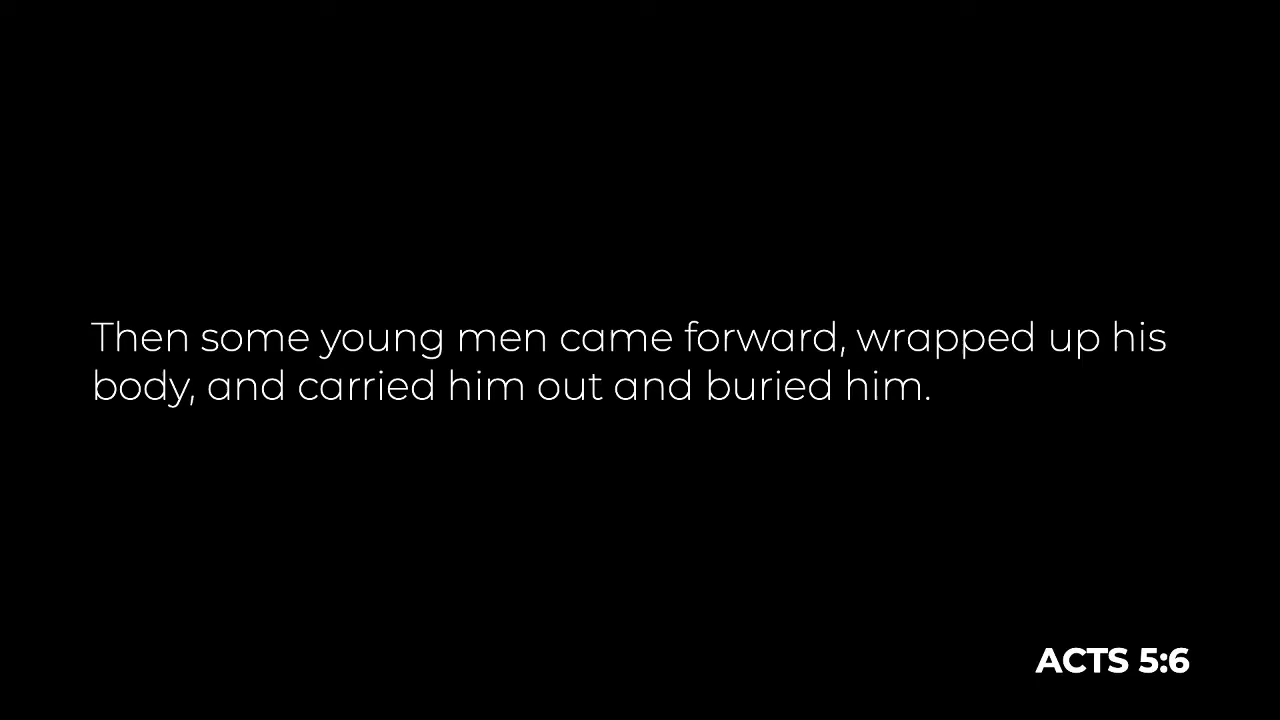 Then some young men came forward, wrapped up his
body, and carried him out and buried him.
ACTS 5:6